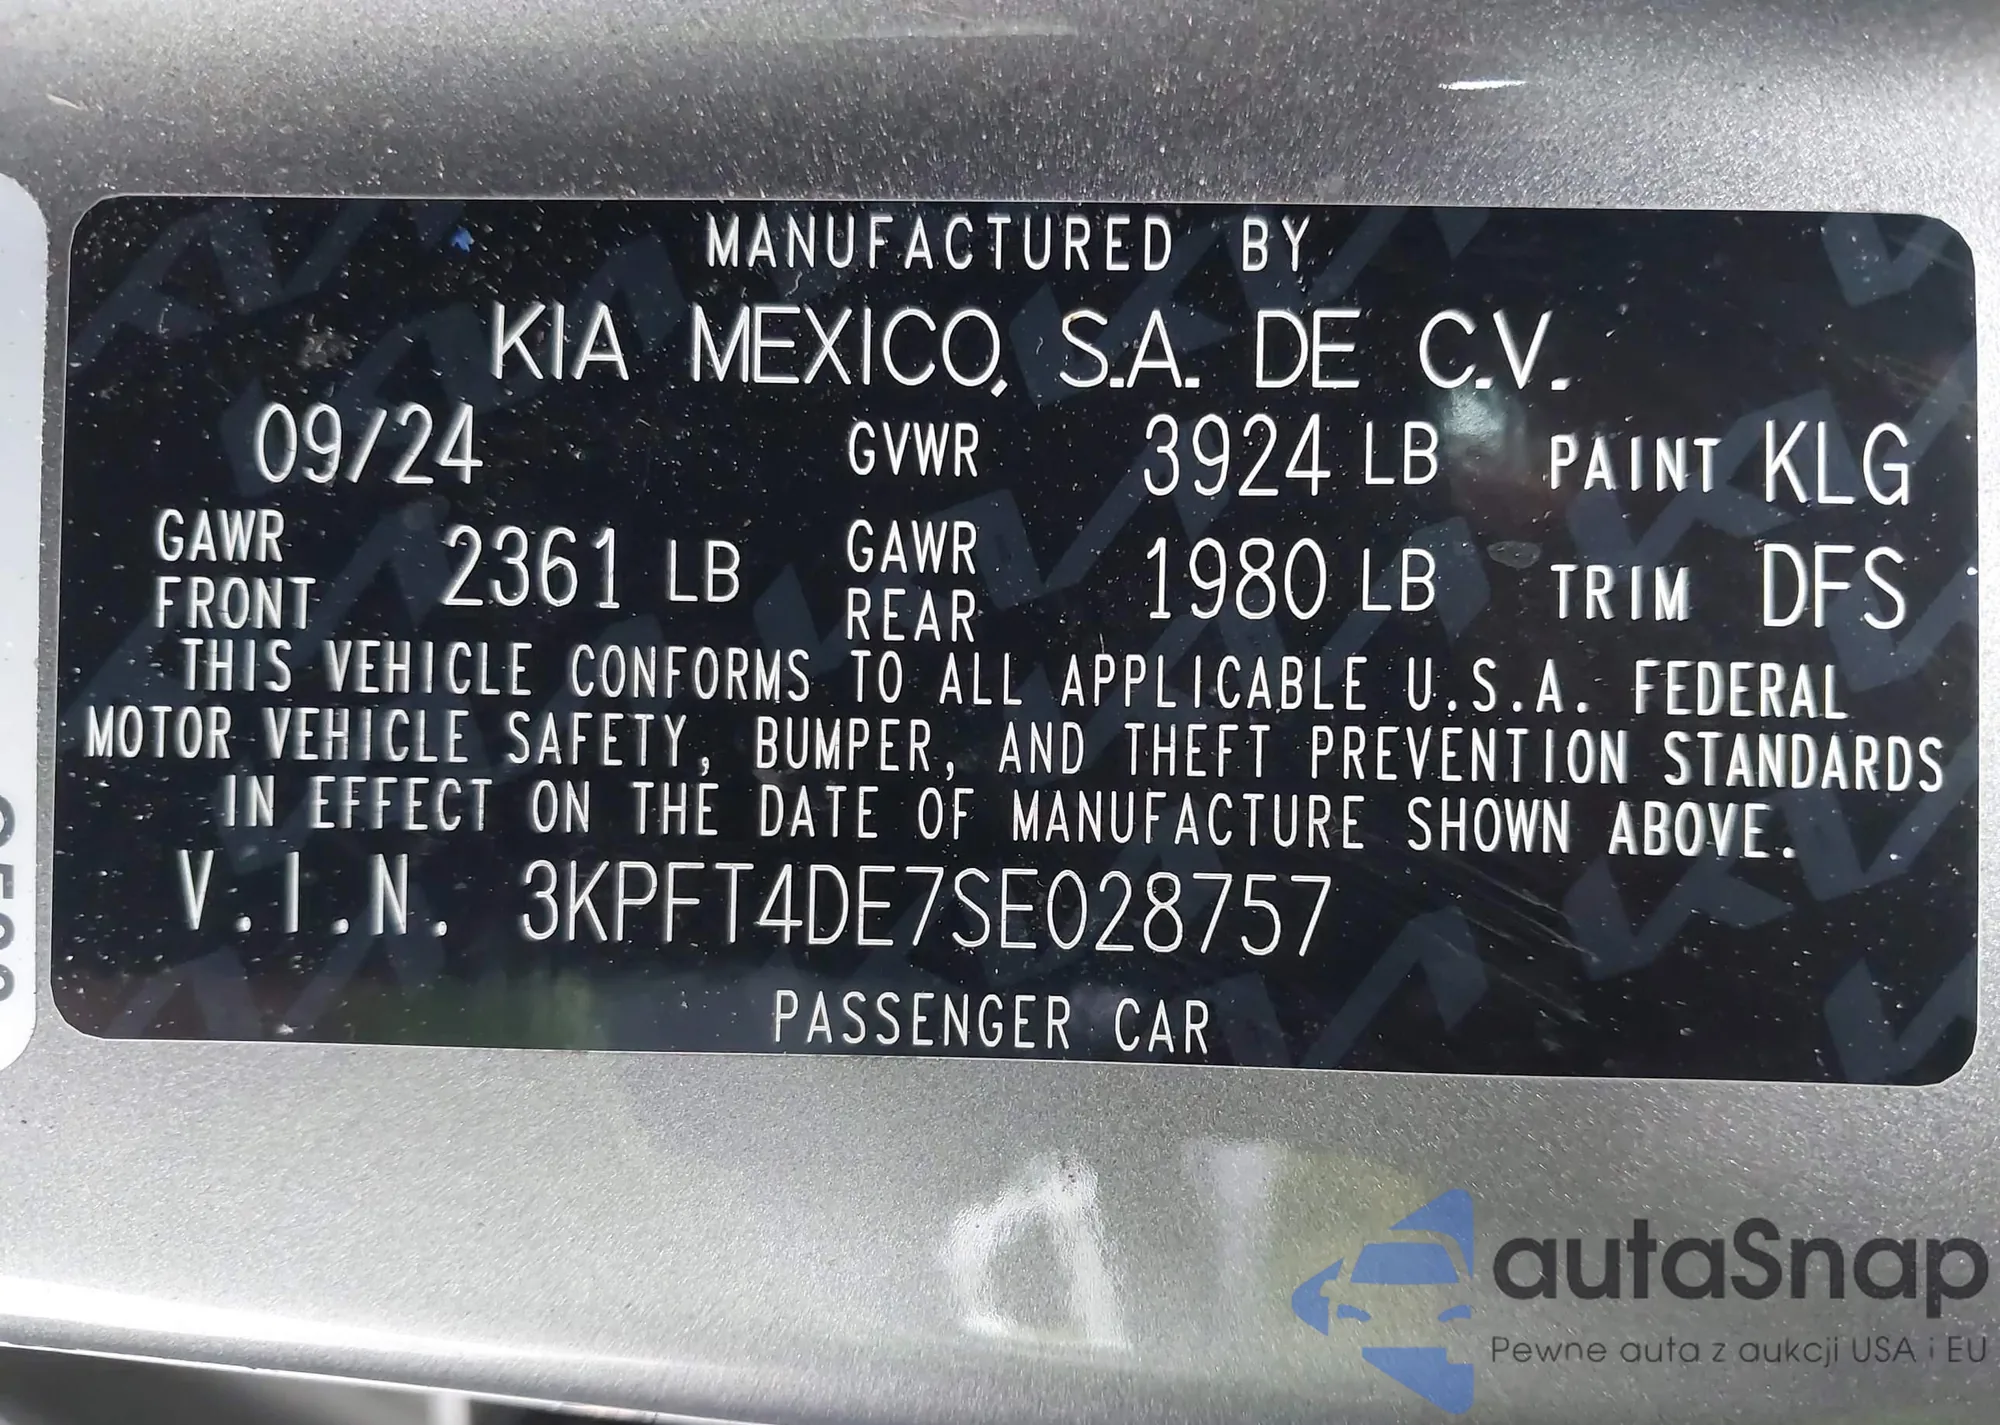 MANUFACTURED BY
KIA MEXICO, S.A. DE C.V.
09/24 GVWR 3924 LB PAINT KLG
GAWR FRONT 2361 LB GAWR REAR 1980 LB TRIM DFS
THIS VEHICLE CONFORMS TO ALL APPLICABLE U.S.A. FEDERAL
MOTOR VEHICLE SAFETY, BUMPER, AND THEFT PREVENTION STANDARDS
IN EFFECT ON THE DATE OF MANUFACTURE SHOWN ABOVE.
V.I.N. 3KPFT4DE7SE028757
PASSENGER CAR
autaSnap
Pewne auta z aukcji USA i EU